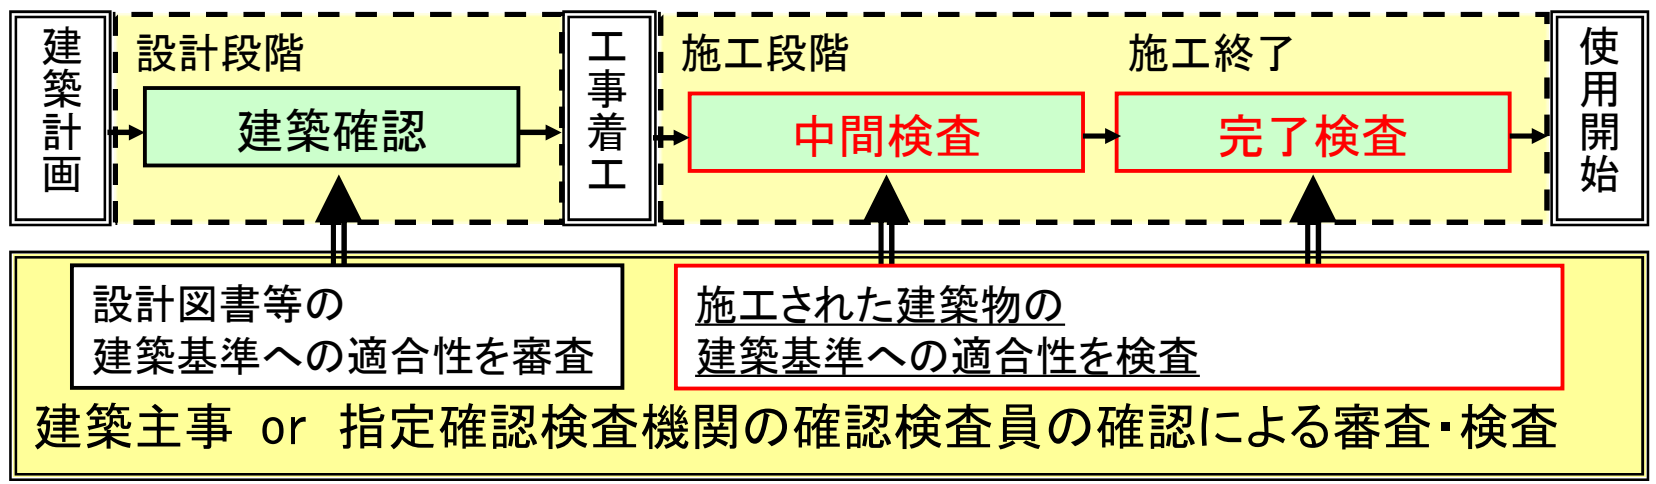 建築計画
設計段階
建築確認
工事着工
施工段階
施工終了
中間検査
完了検査
使用開始
設計図書等の
建築基準への適合性を審査
施工された建築物の
建築基準への適合性を検査
建築主事 or 指定確認検査機関の確認検査員の確認による審査・検査